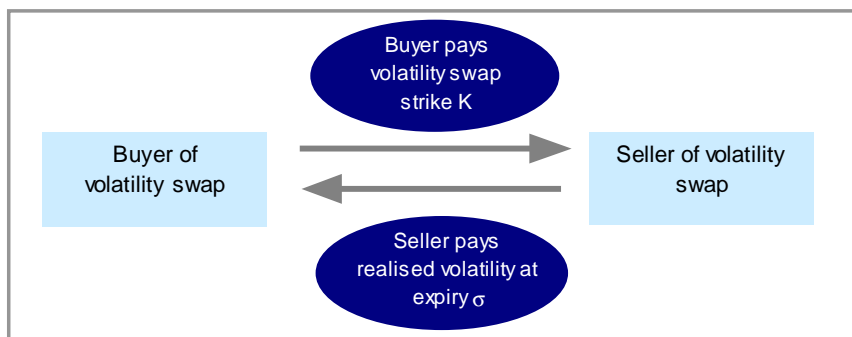 Buyer pays
volatility swap
strike K
Buyer of
volatility swap
Seller of volatility
swap
Seller pays
realised volatility at
expiry σ